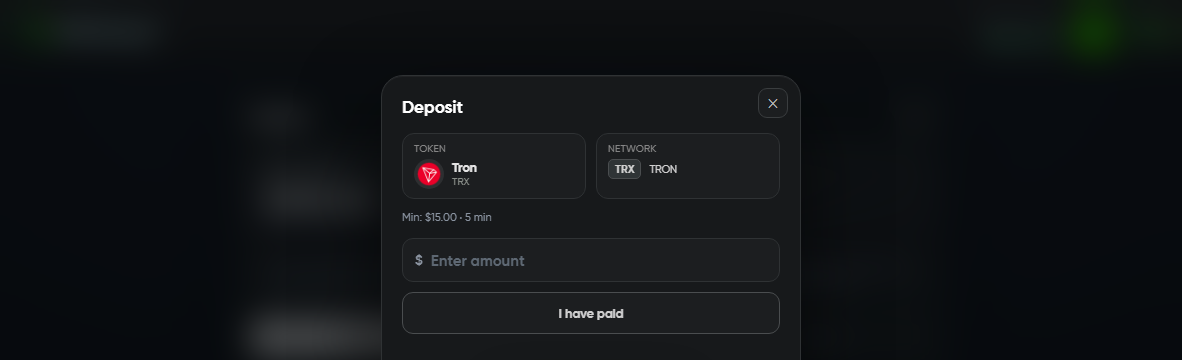 Deposit
TOKEN
Tron
TRX
NETWORK
TRX TRON
Min: $15.00 · 5 min
$ Enter amount
I have paid